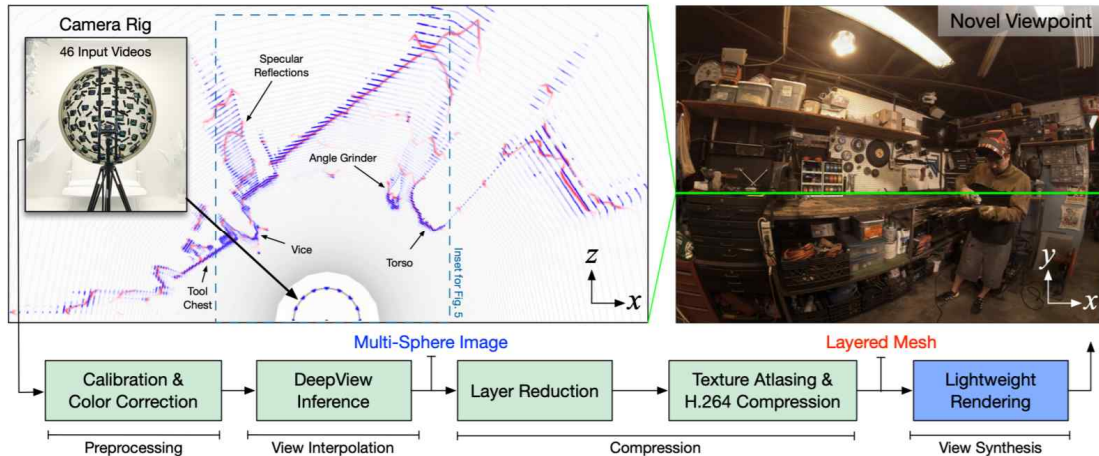 Camera Rig
46 Input Videos
Specular
Reflections
Angle Grinder
Vice
Torso
Tool
Chest
Inset for Fig. 5
z
x
Novel Viewpoint
y
x
Multi-Sphere Image
Layered Mesh
Calibration &
Color Correction
DeepView
Inference
Layer Reduction
Texture Atlasing &
H.264 Compression
Lightweight
Rendering
Preprocessing
View Interpolation
Compression
View Synthesis